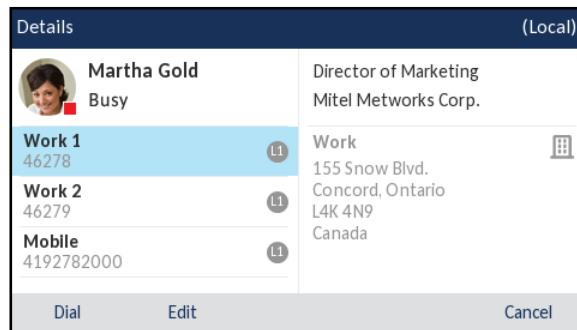 Details (Local)
Martha Gold
Busy
Director of Marketing
Mitel Metworks Corp.
Work 1
46278 L1
Work 2
46279 L1
Mobile
4192782000 L1
Work
155 Snow Blvd.
Concord, Ontario
L4K 4N9
Canada
Dial Edit Cancel